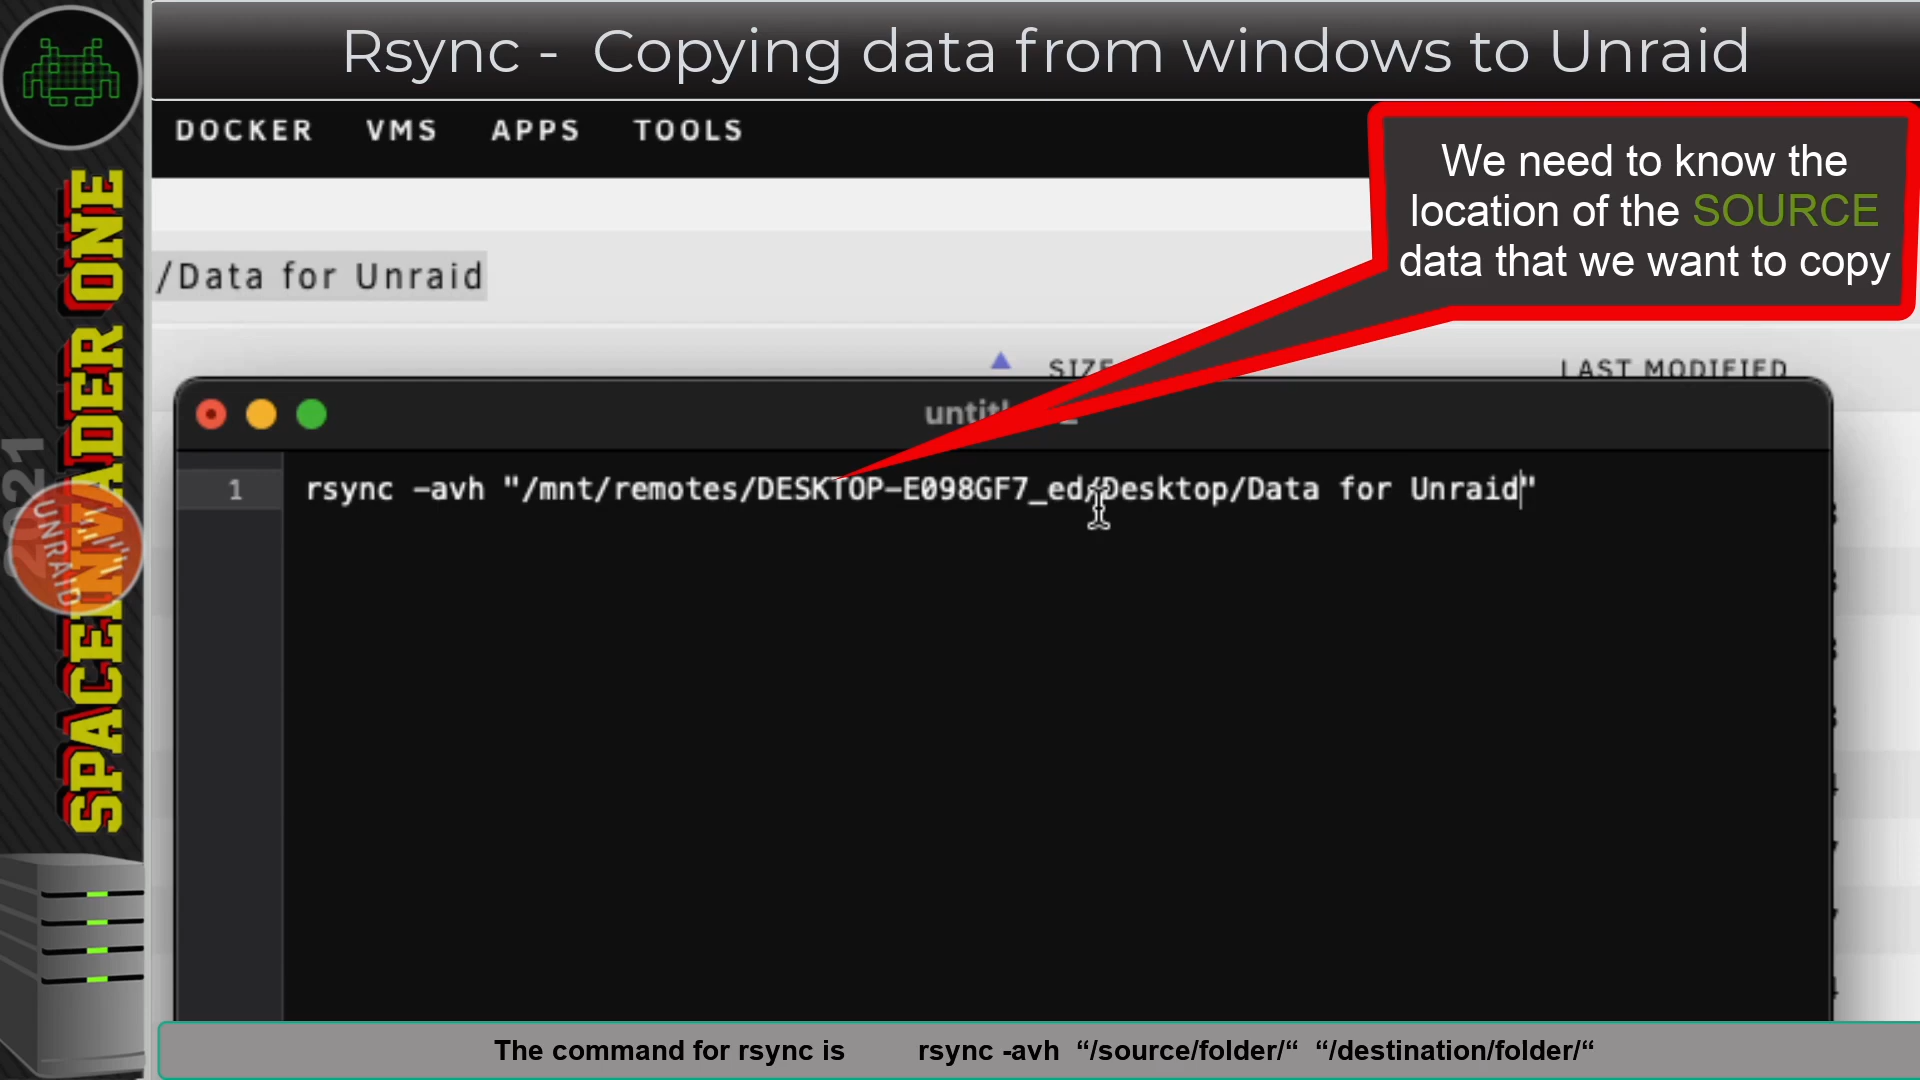 Rsync - Copying data from windows to Unraid
DOCKER VMS APPS TOOLS
We need to know the
location of the SOURCE
data that we want to copy
/Data for Unraid
SIZE LAST MODIFIED
1 rsync -avh "/mnt/remotes/DESKTOP-E098GF7_ed/Desktop/Data for Unraid"
SPACEINVADER ONE
2021
UNRAID
The command for rsync is rsync -avh “/source/folder/“ “/destination/folder/“